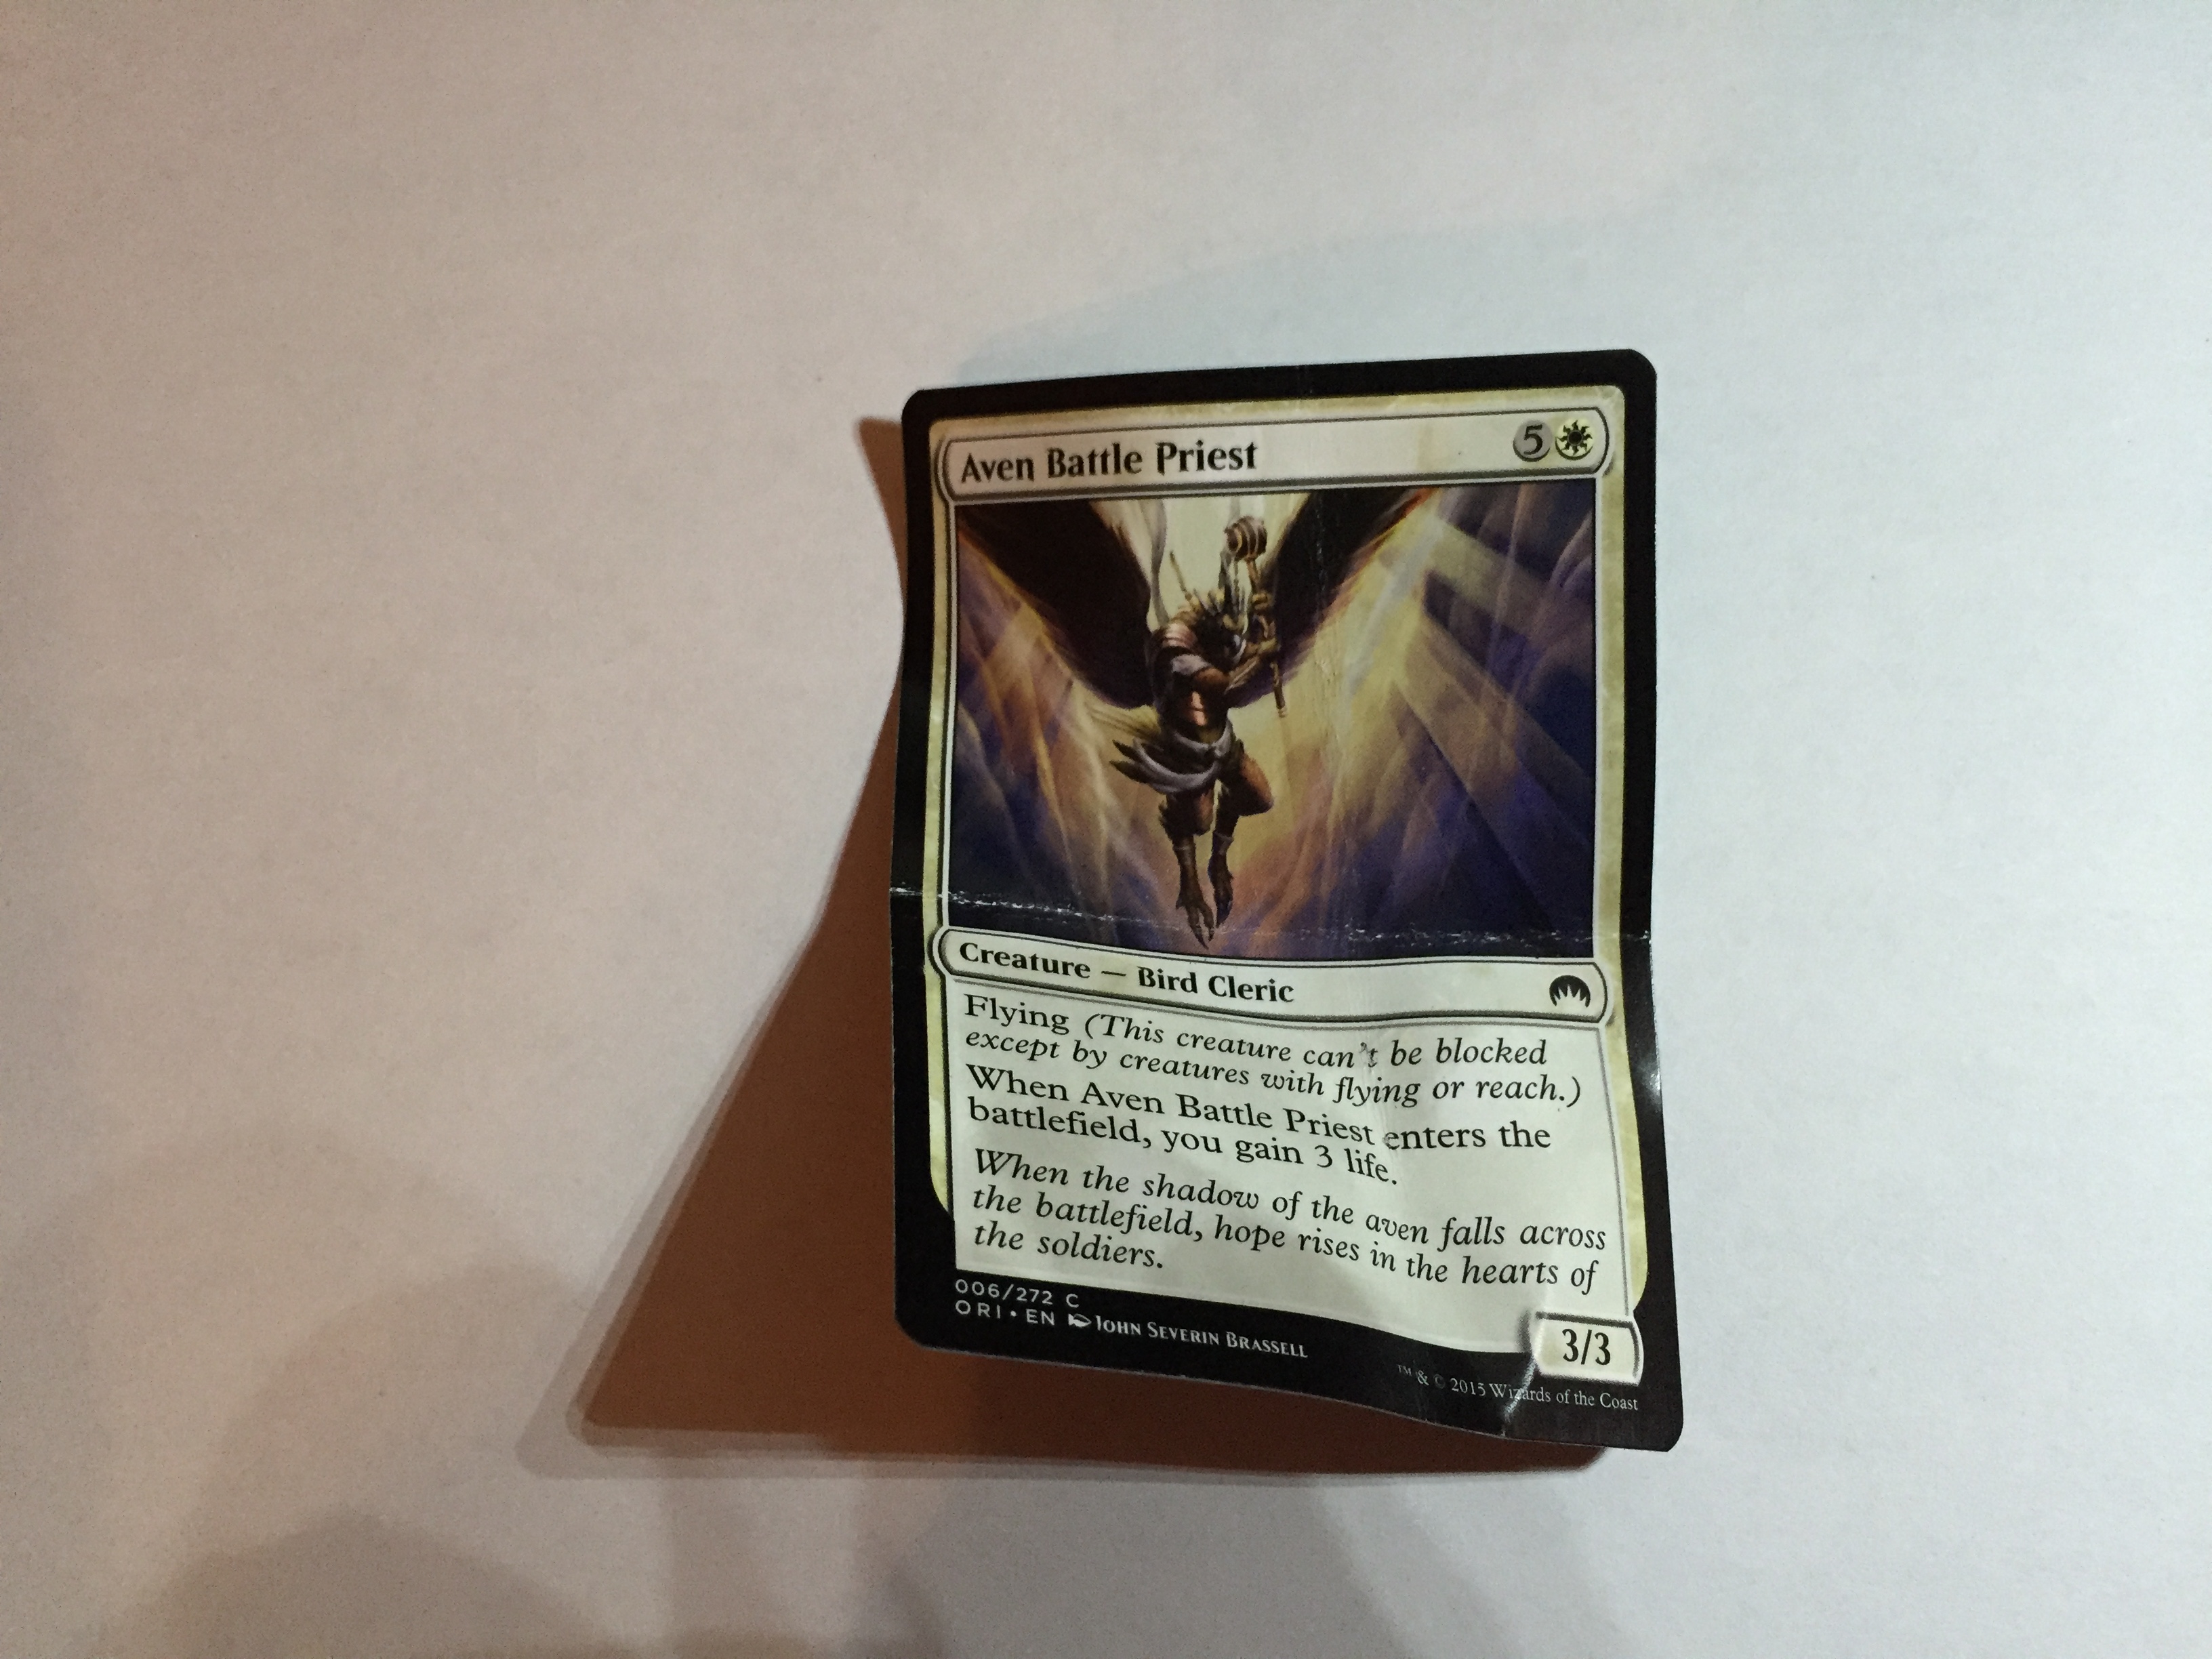 Aven Battle Priest 5
Creature — Bird Cleric
Flying (This creature can't be blocked
except by creatures with flying or reach.)
When Aven Battle Priest enters the
battlefield, you gain 3 life.
When the shadow of the aven falls across
the battlefield, hope rises in the hearts of
the soldiers.
3/3
006/272 C
ORI • EN John Severin Brassell
™ & © 2015 Wizards of the Coast